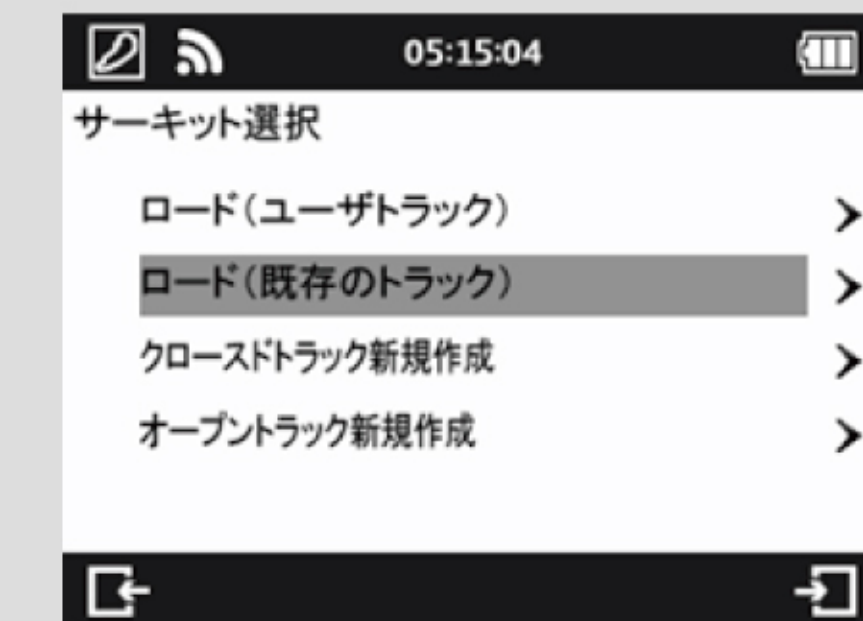 05:15:04
サーキット選択
ロード(ユーザトラック)
ロード(既存のトラック)
クローズドトラック新規作成
オープントラック新規作成